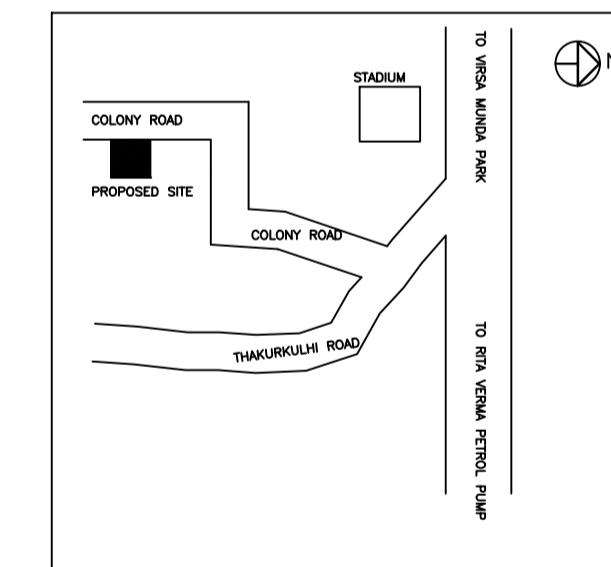 TO VIRSA MUNDA PARK
N
STADIUM
COLONY ROAD
PROPOSED SITE
COLONY ROAD
THAKURKULHI ROAD
TO RITA VERMA PETROL PUMP